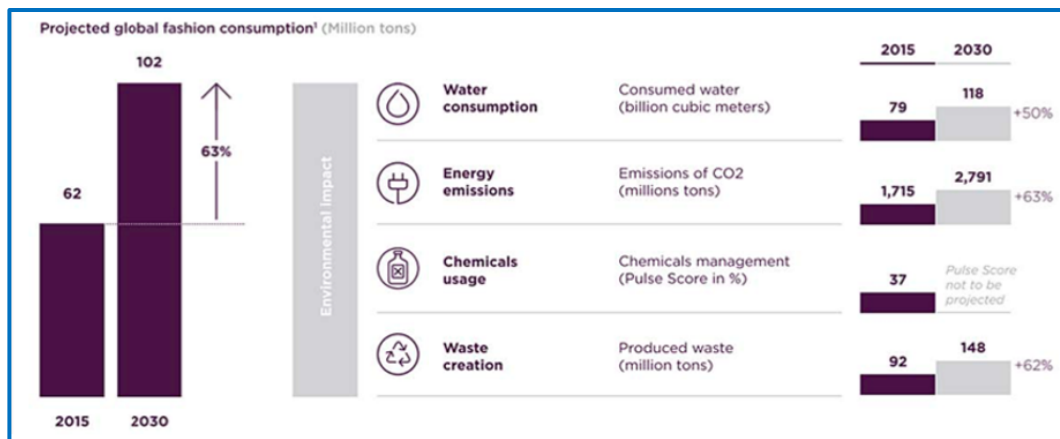 Projected global fashion consumption¹ (Million tons)
102
63%
62
2015 2030
Environmental impact
2015 2030
Water
consumption
Consumed water
(billion cubic meters)
79 118 +50%
Energy
emissions
Emissions of CO2
(millions tons)
1,715 2,791 +63%
Chemicals
usage
Chemicals management
(Pulse Score in %)
37
Pulse Score
not to be
projected
Waste
creation
Produced waste
(million tons)
92 148 +62%